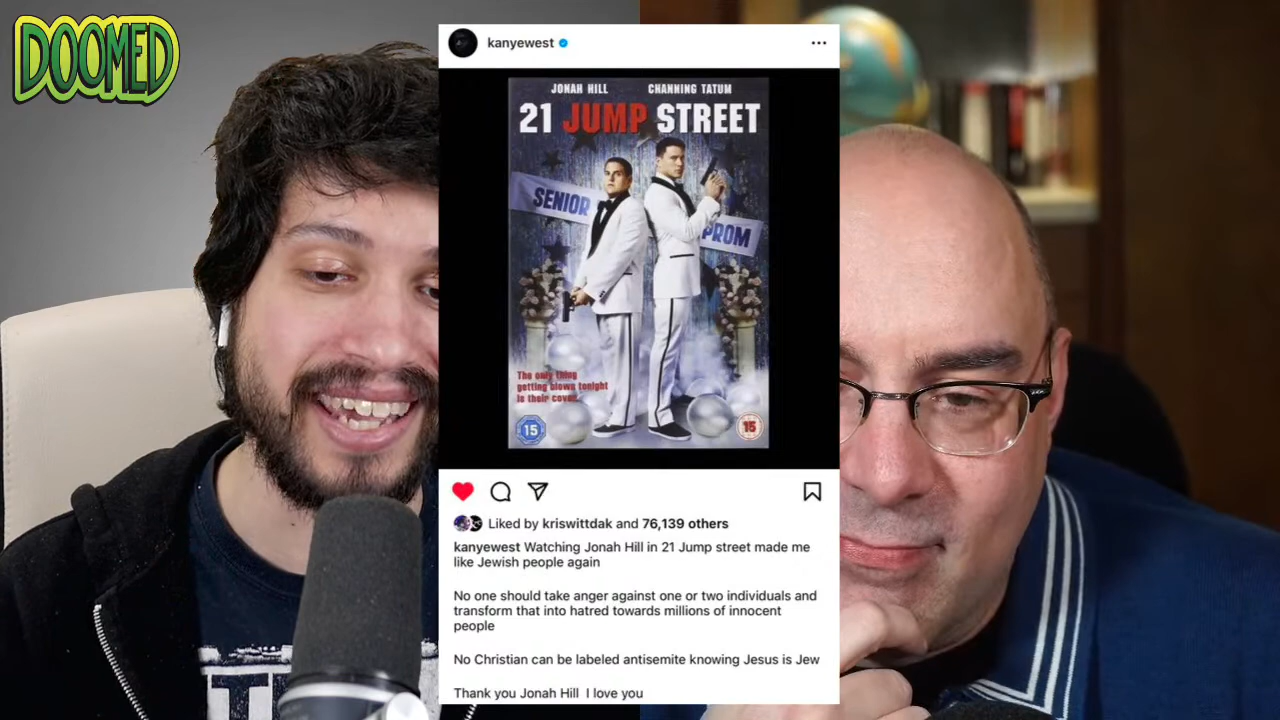 DOOMED
kanyewest
JONAH HILL CHANNING TATUM
21 JUMP STREET
SENIOR
PROM
The only thing
getting blown tonight
is their cover.
15
15
Liked by kriswittdak and 76,139 others
kanyewest Watching Jonah Hill in 21 Jump street made me
like Jewish people again
No one should take anger against one or two individuals and
transform that into hatred towards millions of innocent
people
No Christian can be labeled antisemite knowing Jesus is Jew
Thank you Jonah Hill I love you